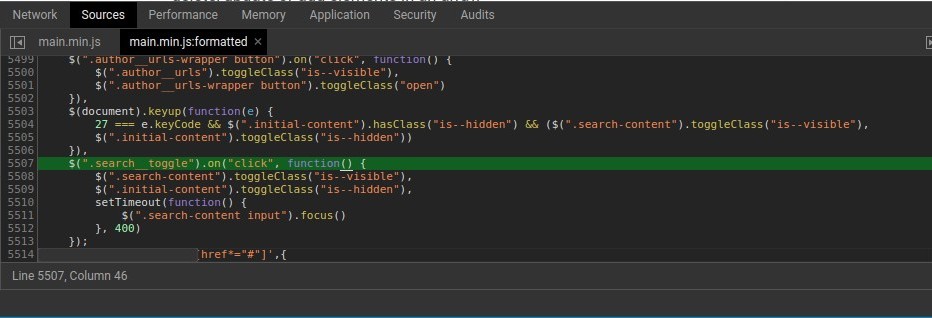 Network Sources Performance Memory Application Security Audits
main.min.js main.min.js:formatted ×
5499 $(".author__urls-wrapper button").on("click", function() {
5500 $(".author__urls").toggleClass("is--visible"),
5501 $(".author__urls-wrapper button").toggleClass("open")
5502 }),
5503 $(document).keyup(function(e) {
5504 27 === e.keyCode && $(".initial-content").hasClass("is--hidden") && ($(".search-content").toggleClass("is--visible"),
5505 $(".initial-content").toggleClass("is--hidden"))
5506 }),
5507 $(".search__toggle").on("click", function() {
5508 $(".search-content").toggleClass("is--visible"),
5509 $(".initial-content").toggleClass("is--hidden"),
5510 setTimeout(function() {
5511 $(".search-content input").focus()
5512 }, 400)
5513 });
5514 href*="#"]',{
Line 5507, Column 46